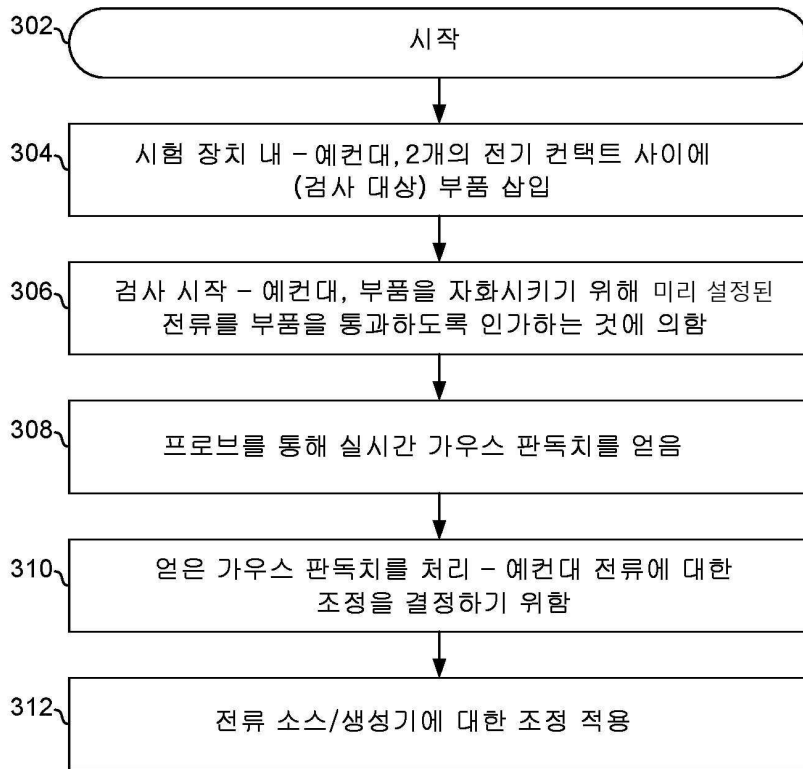 302
시작
304
시험 장치 내 – 예컨대, 2개의 전기 컨택트 사이에
(검사 대상) 부품 삽입
306
검사 시작 – 예컨대, 부품을 자화시키기 위해 미리 설정된
전류를 부품을 통과하도록 인가하는 것에 의함
308
프로브를 통해 실시간 가우스 판독치를 얻음
310
얻은 가우스 판독치를 처리 – 예컨대 전류에 대한
조정을 결정하기 위함
312
전류 소스/생성기에 대한 조정 적용